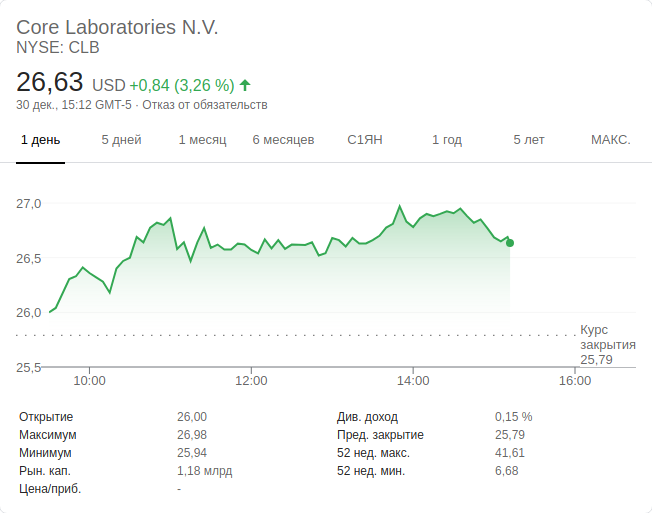 Core Laboratories N.V.
NYSE: CLB
26,63 USD +0,84 (3,26 %)
30 дек., 15:12 GMT-5 · Отказ от обязательств
1 день 5 дней 1 месяц 6 месяцев С1ЯН 1 год 5 лет МАКС.
27,0
26,5
26,0
Курс
закрытия
25,79
25,5
10:00 12:00 14:00 16:00
Открытие 26,00 Див. доход 0,15 %
Максимум 26,98 Пред. закрытие 25,79
Минимум 25,94 52 нед. макс. 41,61
Рын. кап. 1,18 млрд 52 нед. мин. 6,68
Цена/приб. -